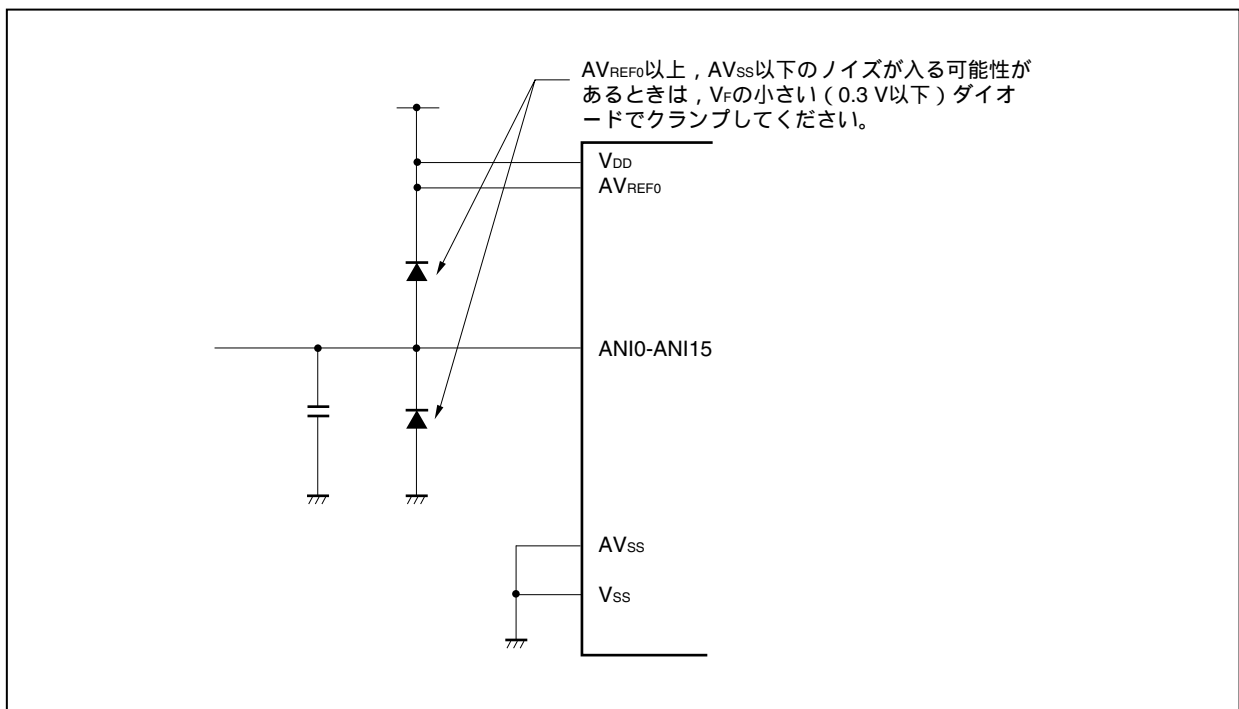 AVREF0以上，AVSS以下のノイズが入る可能性が
あるときは，VFの小さい（0.3 V以下）ダイオ
ードでクランプしてください。
VDD
AVREF0
ANI0-ANI15
AVSS
VSS